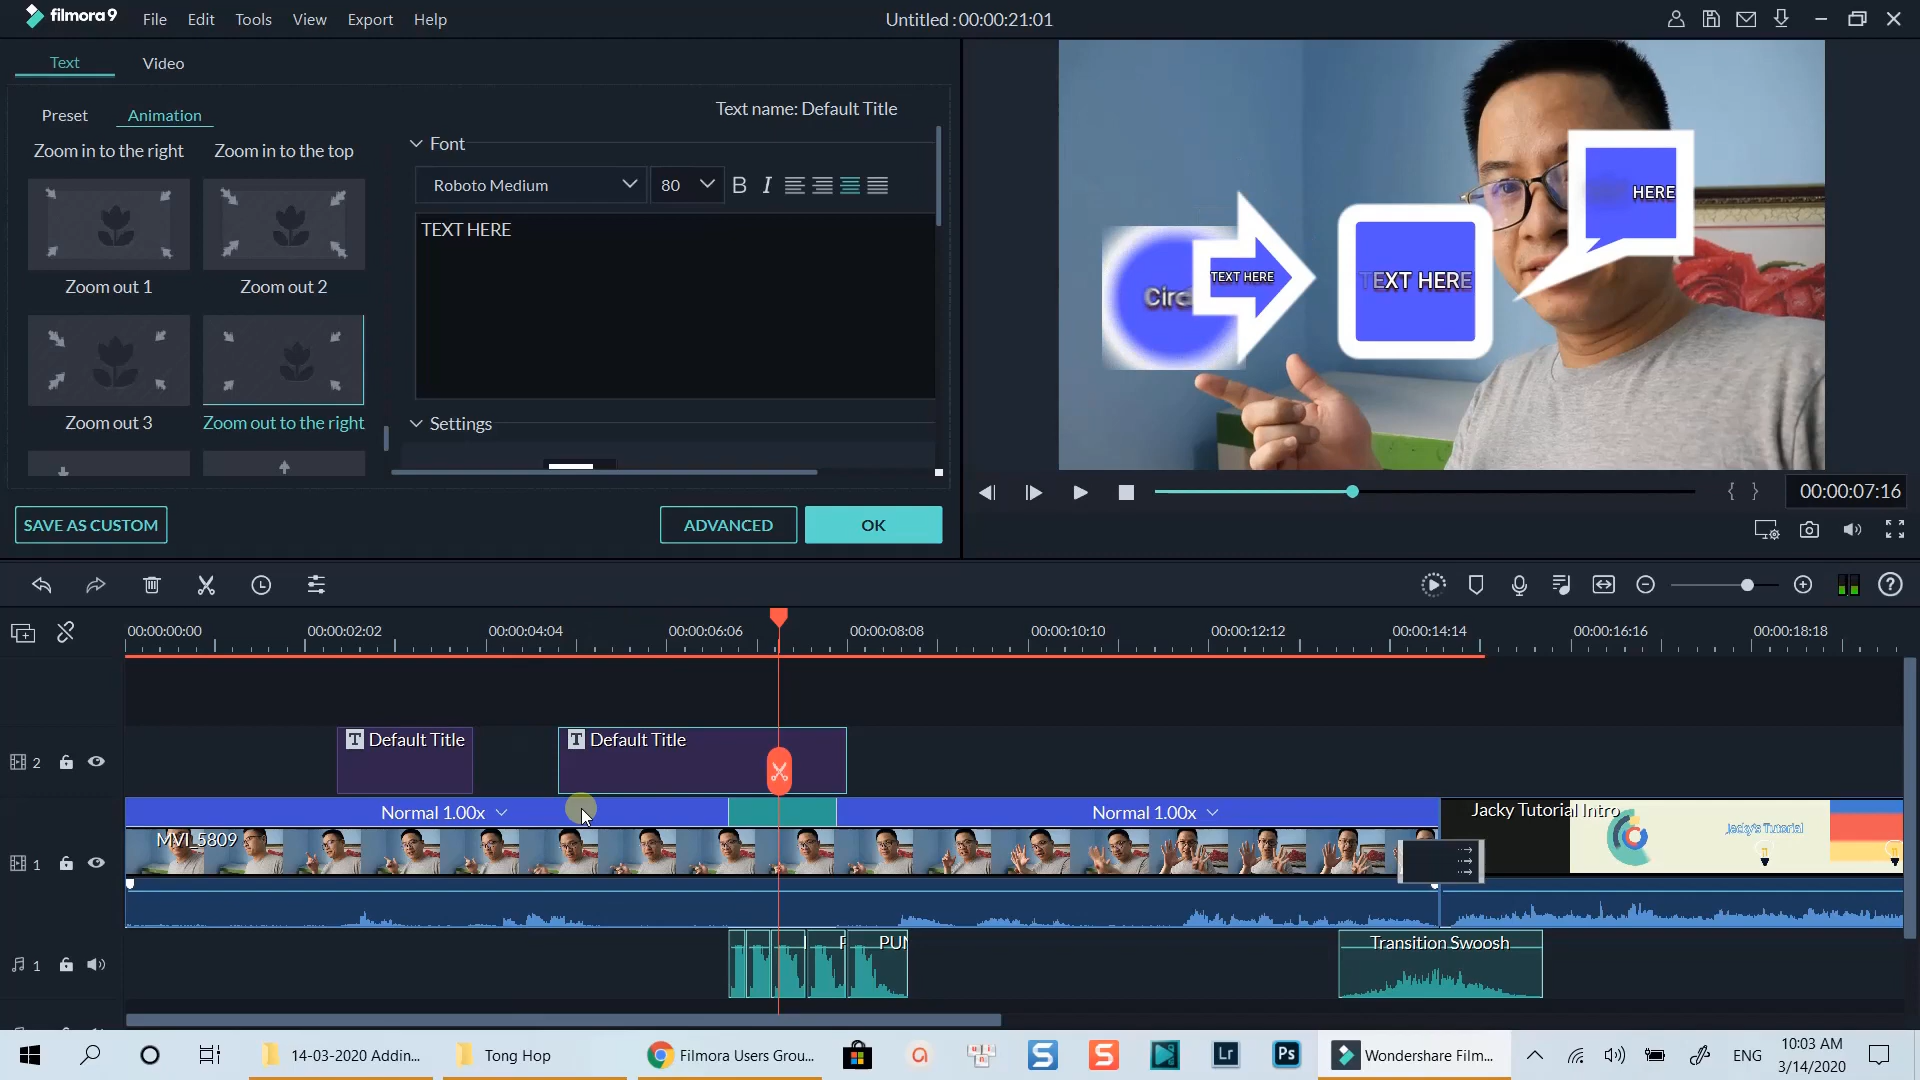 filmora9 File Edit Tools View Export Help Untitled : 00:00:21:01
Text Video
Preset Animation Text name: Default Title
Zoom in to the right Zoom in to the top
Font
Roboto Medium 80 B I
TEXT HERE
Zoom out 1 Zoom out 2
Zoom out 3 Zoom out to the right
Settings
SAVE AS CUSTOM ADVANCED OK
TEXT HERE
TEXT HERE
HERE
00:00:07:16
00:00:00:00 00:00:02:02 00:00:04:04 00:00:06:06 00:00:08:08 00:00:10:10 00:00:12:12 00:00:14:14 00:00:16:16 00:00:18:18
2 T Default Title T Default Title
Normal 1.00x Normal 1.00x Jacky Tutorial Intro
MVI_5809 Jacky's Tutorial
1
1 Transition Swoosh
14-03-2020 Addin... Tong Hop Filmora Users Grou... Lr Ps Wondershare Film... ENG 10:03 AM
3/14/2020